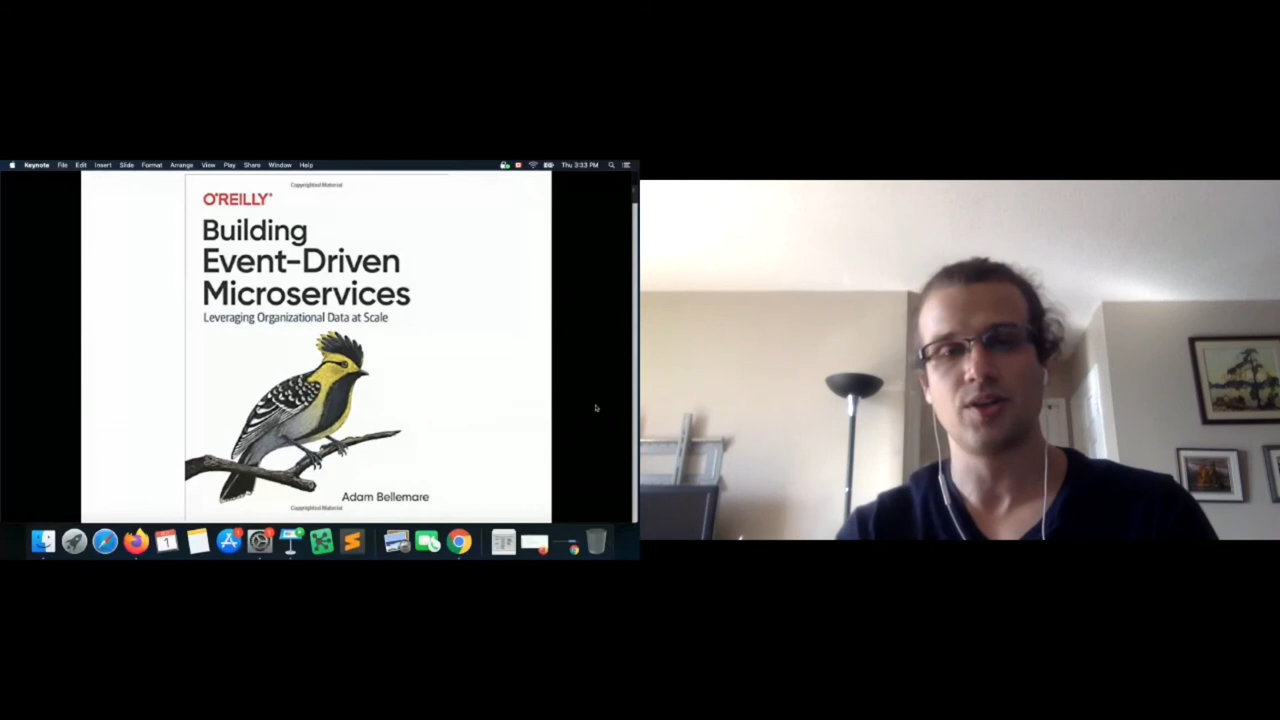 Keynote File Edit Insert Slide Format Arrange View Play Share Window Help Thu 3:33 PM
Copyrighted Material
O'REILLY®
Building
Event-Driven
Microservices
Leveraging Organizational Data at Scale
Adam Bellemare
Copyrighted Material
1